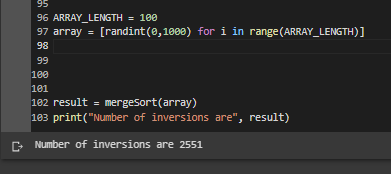 95
96 ARRAY_LENGTH = 100
97 array = [randint(0,1000) for i in range(ARRAY_LENGTH)]
98
99
100
101
102 result = mergeSort(array)
103 print("Number of inversions are", result)
Number of inversions are 2551